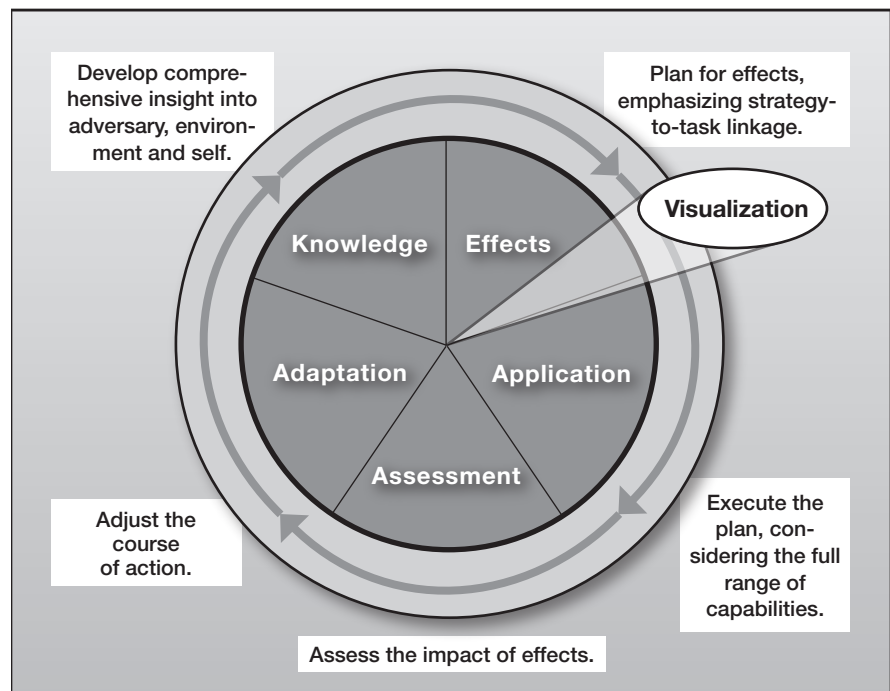 Develop compre-
hensive insight into
adversary, environ-
ment and self.
Plan for effects,
emphasizing strategy-
to-task linkage.
Visualization
Knowledge
Effects
Adaptation
Application
Assessment
Adjust the
course
of action.
Execute the
plan, con-
sidering the full
range of
capabilities.
Assess the impact of effects.